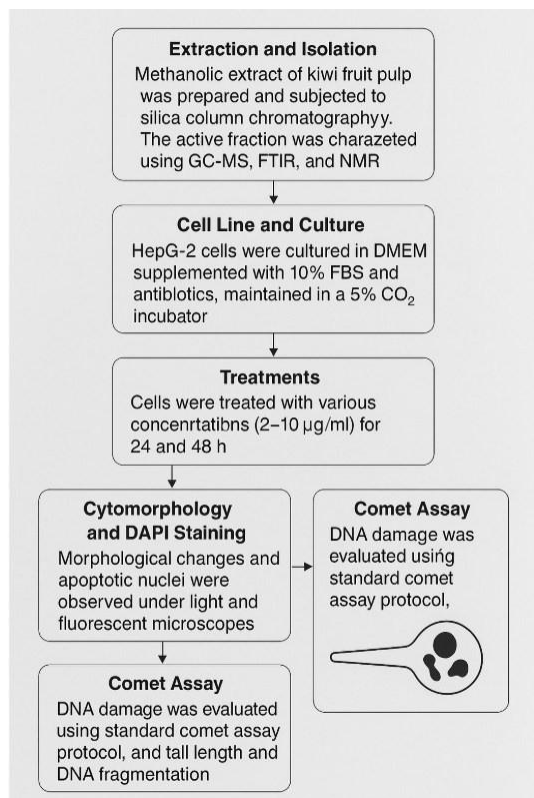 Extraction and Isolation
Methanolic extract of kiwi fruit pulp
was prepared and subjected to
silica column chromatographyy.
The active fraction was charazeted
using GC-MS, FTIR, and NMR
Cell Line and Culture
HepG-2 cells were cultured in DMEM
supplemented with 10% FBS and
antiblotics, maintained in a 5% CO₂
incubator
Treatments
Cells were treated with various
concenrtatibns (2–10 µg/ml) for
24 and 48 h
Cytomorphology
and DAPI Staining
Morphological changes and
apoptotic nuclei were
observed under light and
fluorescent microscopes
Comet Assay
DNA damage was
evaluated usińg
standard comet
assay protocol,
Comet Assay
DNA damage was evaluated
using standard comet assay
protocol, and tall length and
DNA fragmentation